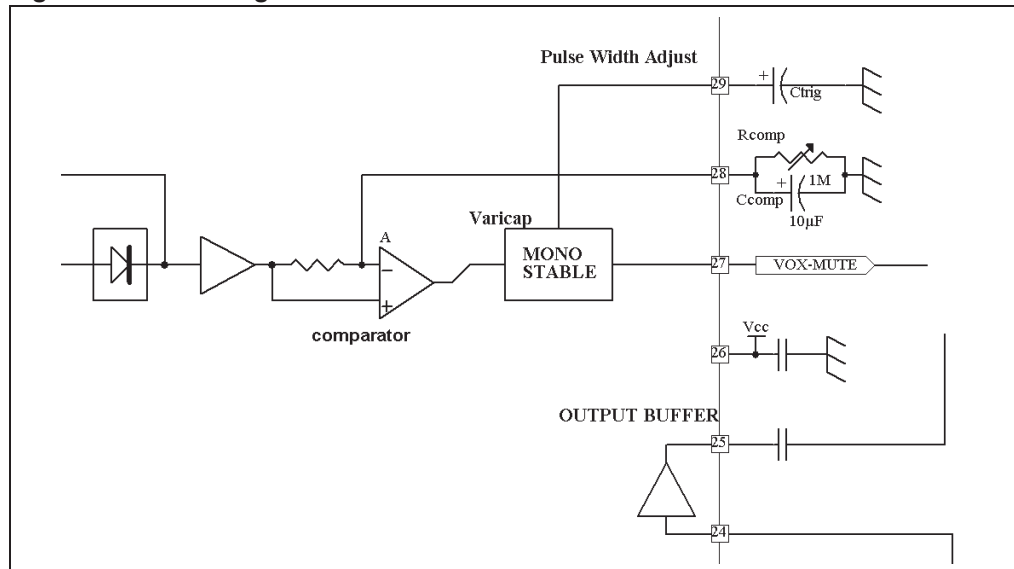 Pulse Width Adjust
29
+
Ctrig
Rcomp
28
+
1M
Ccomp
10µF
Varicap
A
MONO
STABLE
27
VOX-MUTE
−
+
comparator
Vcc
26
OUTPUT BUFFER
25
24